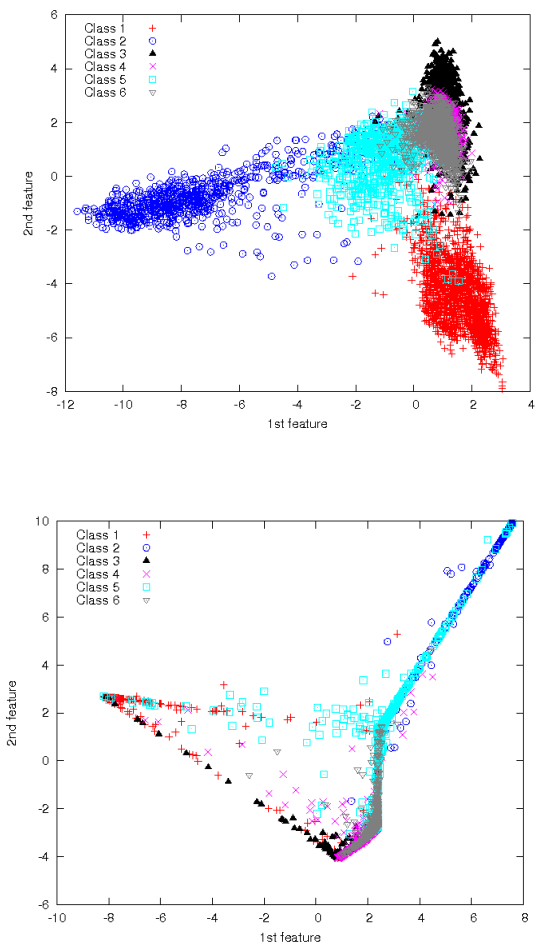 6
Class 1
Class 2
Class 3
Class 4
Class 5
Class 6
4
2
0
-2
-4
-6
-8
2nd feature
-12 -10 -8 -6 -4 -2 0 2 4
1st feature
10
Class 1
Class 2
Class 3
Class 4
Class 5
Class 6
8
6
4
2
0
-2
-4
-6
2nd feature
-10 -8 -6 -4 -2 0 2 4 6 8
1st feature